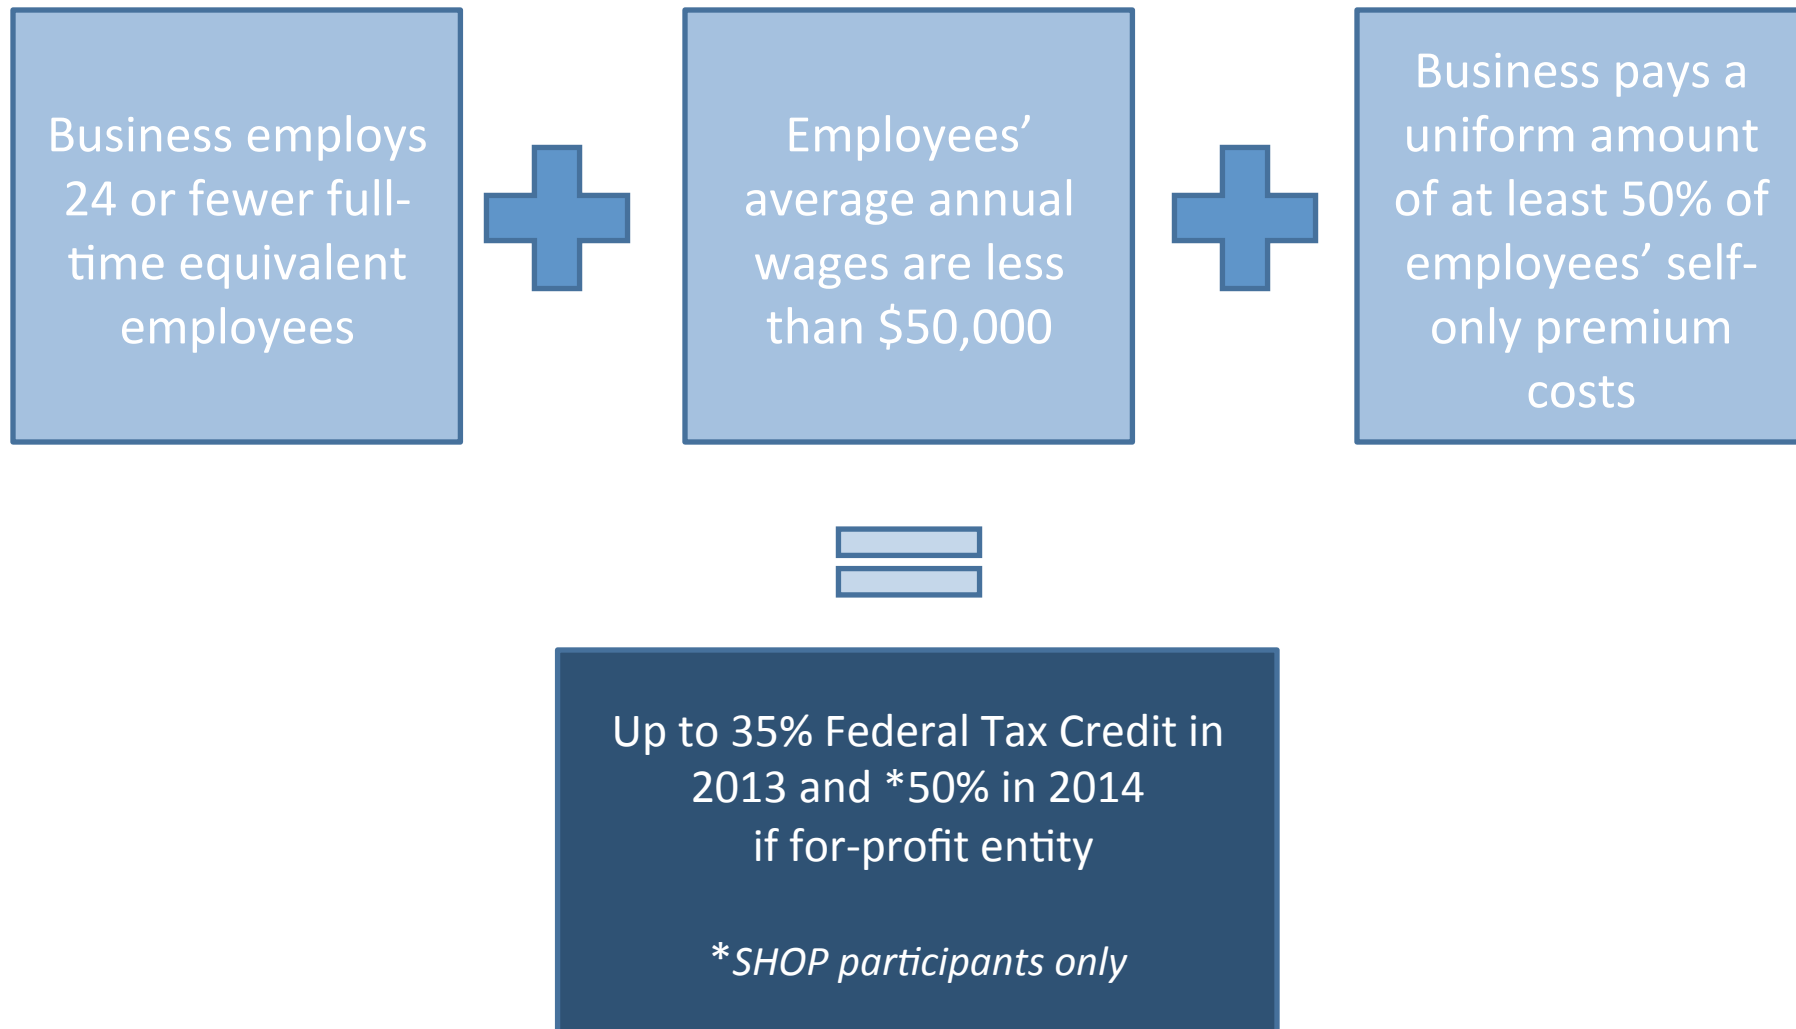 Business employs
24 or fewer full-
time equivalent
employees
Employees’
average annual
wages are less
than $50,000
Business pays a
uniform amount
of at least 50% of
employees’ self-
only premium
costs
Up to 35% Federal Tax Credit in
2013 and *50% in 2014
if for-profit entity
*SHOP participants only